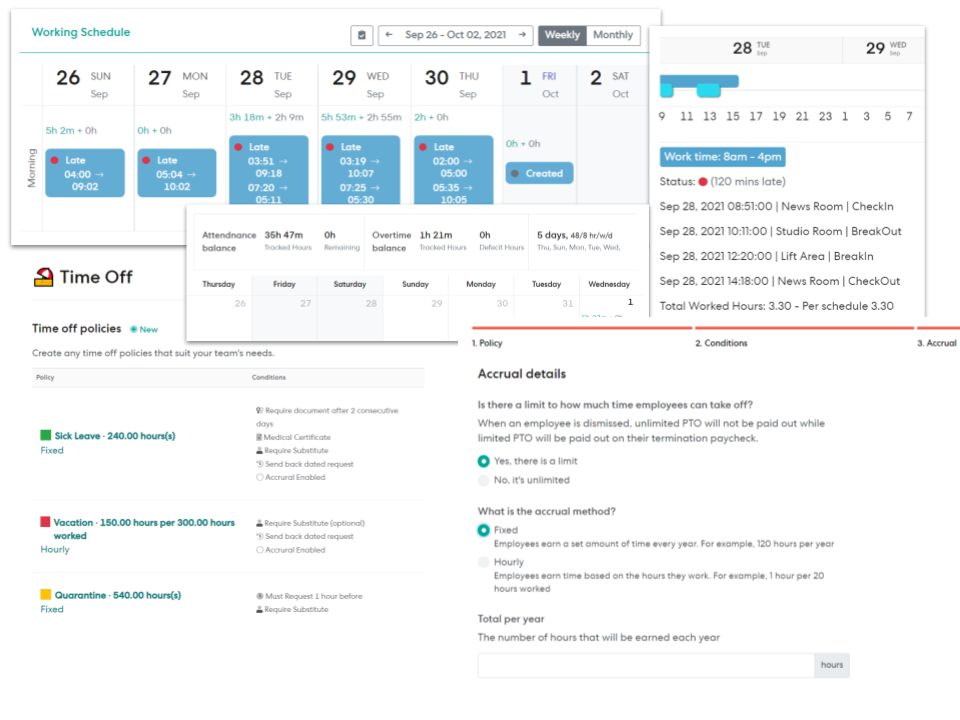 Working Schedule
← Sep 26 - Oct 02, 2021 →
Weekly Monthly
26 SUN Sep
27 MON Sep
28 TUE Sep
29 WED Sep
30 THU Sep
1 FRI Oct
2 SAT Oct
Morning
5h 2m + 0h
Late
04:00 →
09:02
0h + 0h
Late
05:04 →
10:02
3h 18m + 2h 9m
Late
03:51 →
09:18
07:20 →
05:11
5h 53m + 2h 55m
Late
03:19 →
10:07
07:25 →
05:30
2h + 0h
Late
02:00 →
05:00
05:35 →
10:05
0h + 0h
Created
28 TUE Sep
29 WED Sep
9 11 13 15 17 19 21 23 1 3 5 7
Work time: 8am - 4pm
Status: (120 mins late)
Sep 28, 2021 08:51:00 | News Room | CheckIn
Sep 28, 2021 10:11:00 | Studio Room | BreakOut
Sep 28, 2021 12:20:00 | Lift Area | BreakIn
Sep 28, 2021 14:18:00 | News Room | CheckOut
Total Worked Hours: 3.30 - Per schedule 3.30
Attendnance balance
35h 47m
Tracked Hours
0h
Remaining
Overtime balance
1h 21m
Tracked Hours
0h
Defecit Hours
5 days, 48/8 hr/w/d
Thu, Sun, Mon, Tue, Wed,
Thursday Friday Saturday Sunday Monday Tuesday Wednesday
26 27 28 29 30 31 1
Time Off
Time off policies New
Create any time off policies that suit your team's needs.
Policy Conditions
Sick Leave · 240.00 hours(s)
Fixed
Require document after 2 consecutive
days
Medical Certificate
Require Substitute
Send back dated request
Accrural Enabled
Vacation · 150.00 hours per 300.00 hours
worked
Hourly
Require Substitute (optional)
Send back dated request
Accrural Enabled
Quarantine · 540.00 hours(s)
Fixed
Must Request 1 hour before
Require Substitute
1. Policy 2. Conditions 3. Accrual
Accrual details
Is there a limit to how much time employees can take off?
When an employee is dismissed, unlimited PTO will not be paid out while
limited PTO will be paid out on their termination paycheck.
Yes, there is a limit
No, it's unlimited
What is the accrual method?
Fixed
Employees earn a set amount of time every year. For example, 120 hours per year
Hourly
Employees earn time based on the hours they work. For example, 1 hour per 20
hours worked
Total per year
The number of hours that will be earned each year
hours